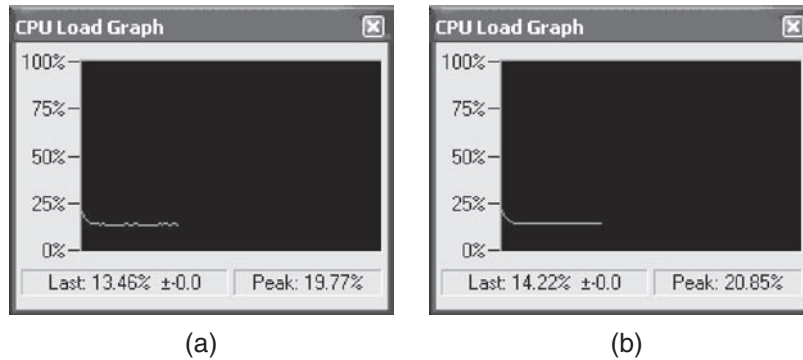 CPU Load Graph
100%
75%
50%
25%
0%
Last: 13.46% ±0.0
Peak: 19.77%
(a)
CPU Load Graph
100%
75%
50%
25%
0%
Last: 14.22% ±0.0
Peak: 20.85%
(b)